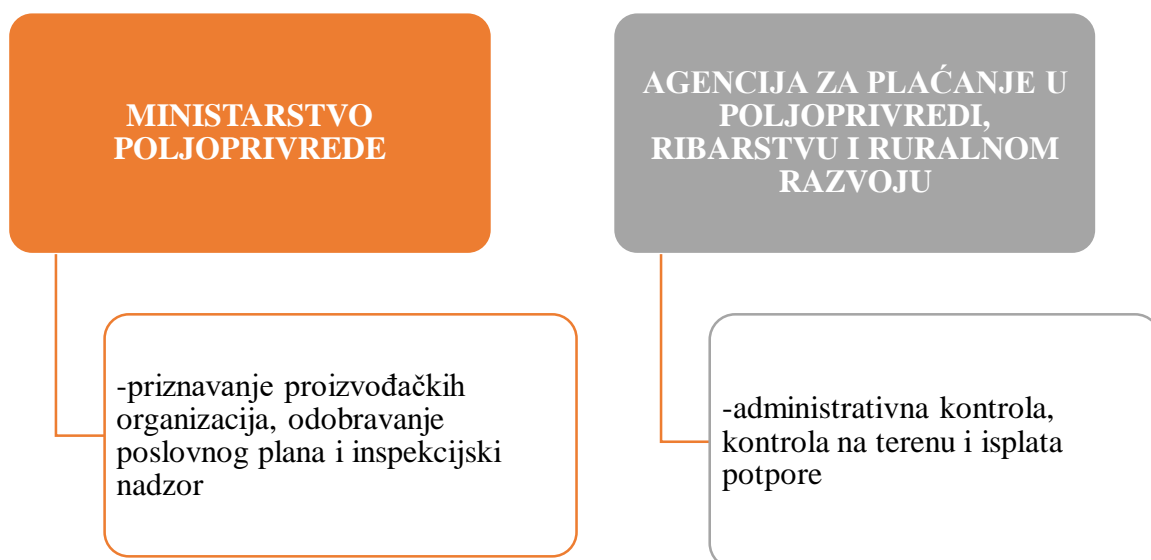 MINISTARSTVO
POLJOPRIVREDE
-priznavanje proizvođačkih
organizacija, odobravanje
poslovnog plana i inspekcijski
nadzor
AGENCIJA ZA PLAĆANJE U
POLJOPRIVREDI,
RIBARSTVU I RURALNOM
RAZVOJU
-administrativna kontrola,
kontrola na terenu i isplata
potpore